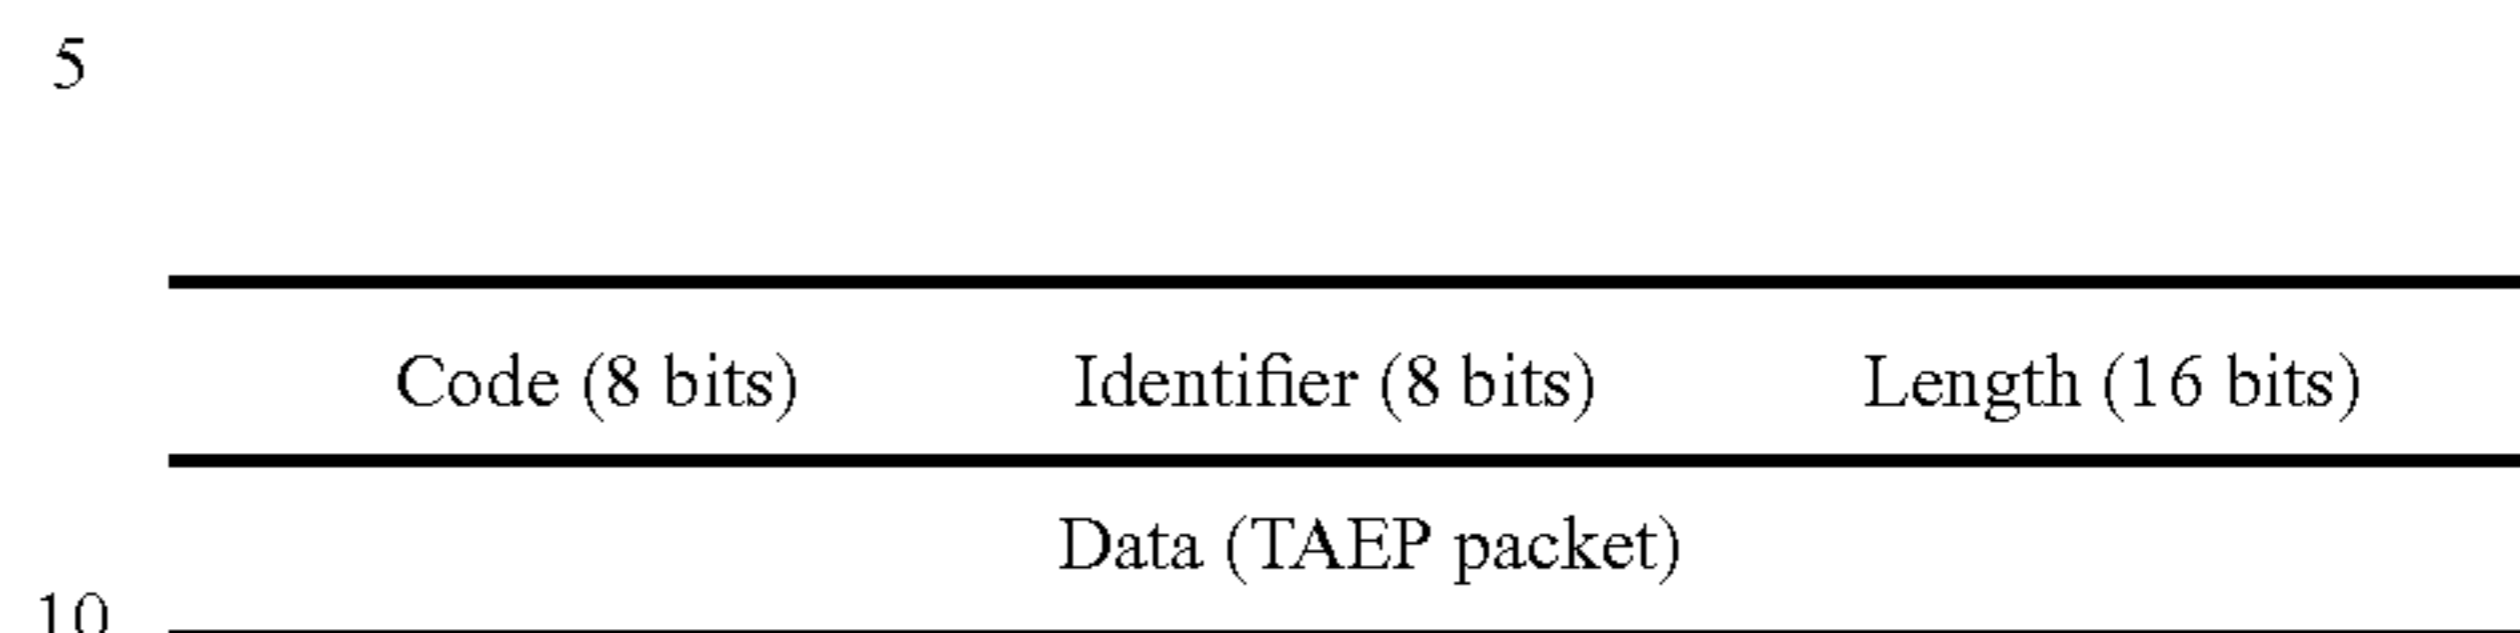 5
Code (8 bits) Identifier (8 bits) Length (16 bits)
Data (TAEP packet)
10